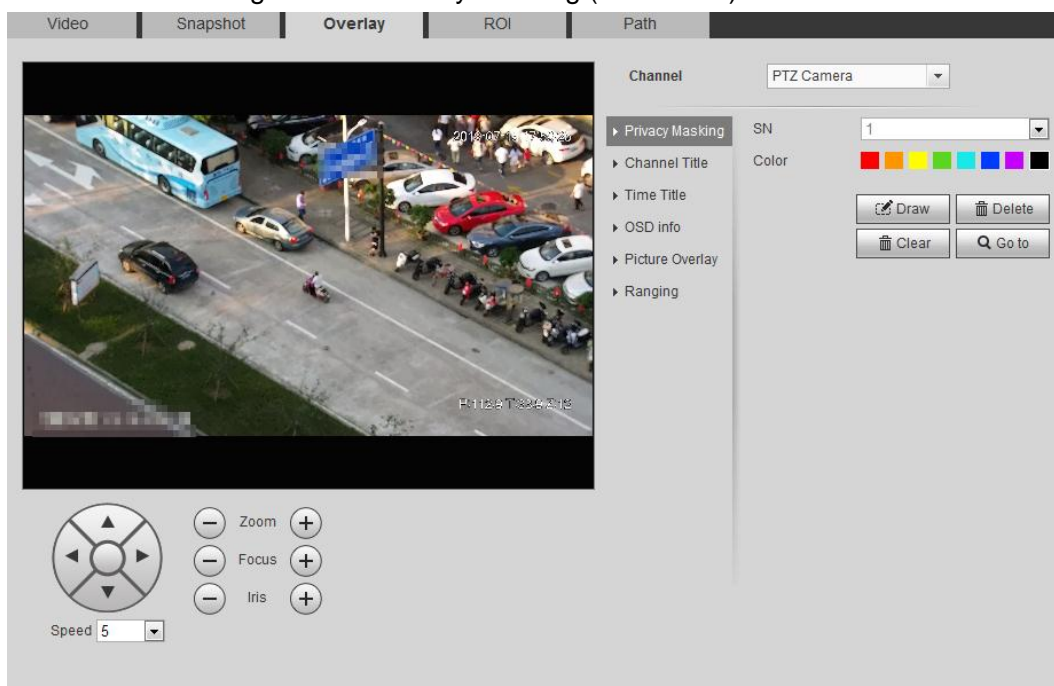 Video Snapshot Overlay ROI Path
Channel PTZ Camera
Privacy Masking
Channel Title
Time Title
OSD info
Picture Overlay
Ranging
SN 1
Color
Draw Delete
Clear Go to
Zoom
Focus
Iris
Speed 5